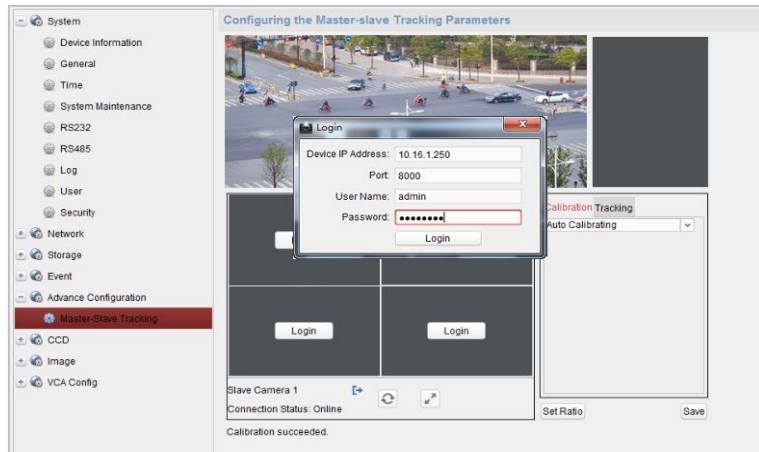 System
Device Information
General
Time
System Maintenance
RS232
RS485
Log
User
Security
Network
Storage
Event
Advance Configuration
Master-Slave Tracking
CCD
Image
VCA Config
Configuring the Master-slave Tracking Parameters
Login
Device IP Address: 10.16.1.250
Port: 8000
User Name: admin
Password: ●●●●●●●●
Login
Calibration Tracking
Auto Calibrating
Login
Login
Slave Camera 1
Connection Status: Online
Set Ratio
Save
Calibration succeeded.